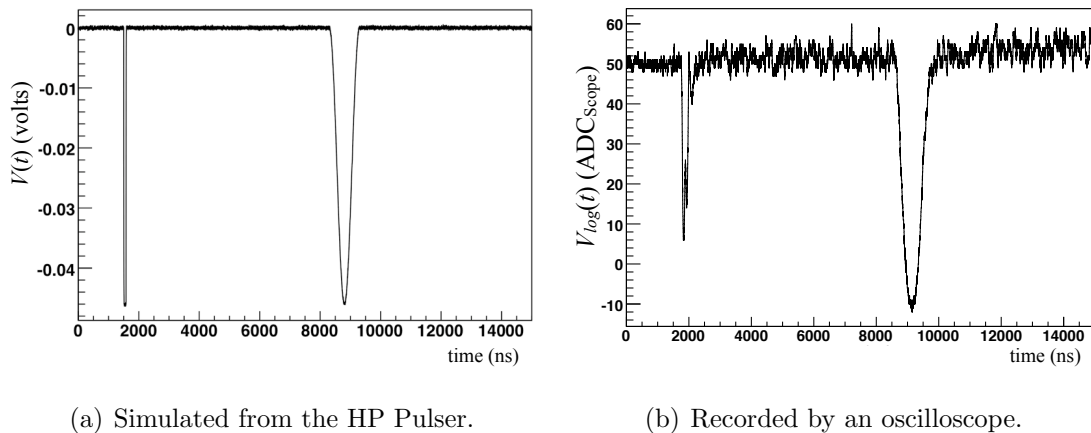 0
-0.01
-0.02
-0.03
-0.04
V(t) (volts)
0 2000 4000 6000 8000 10000 12000 14000
time (ns)
(a) Simulated from the HP Pulser.
60
50
40
30
20
10
0
-10
V_log(t) (ADC_Scope)
0 2000 4000 6000 8000 10000 12000 14000
time (ns)
(b) Recorded by an oscilloscope.